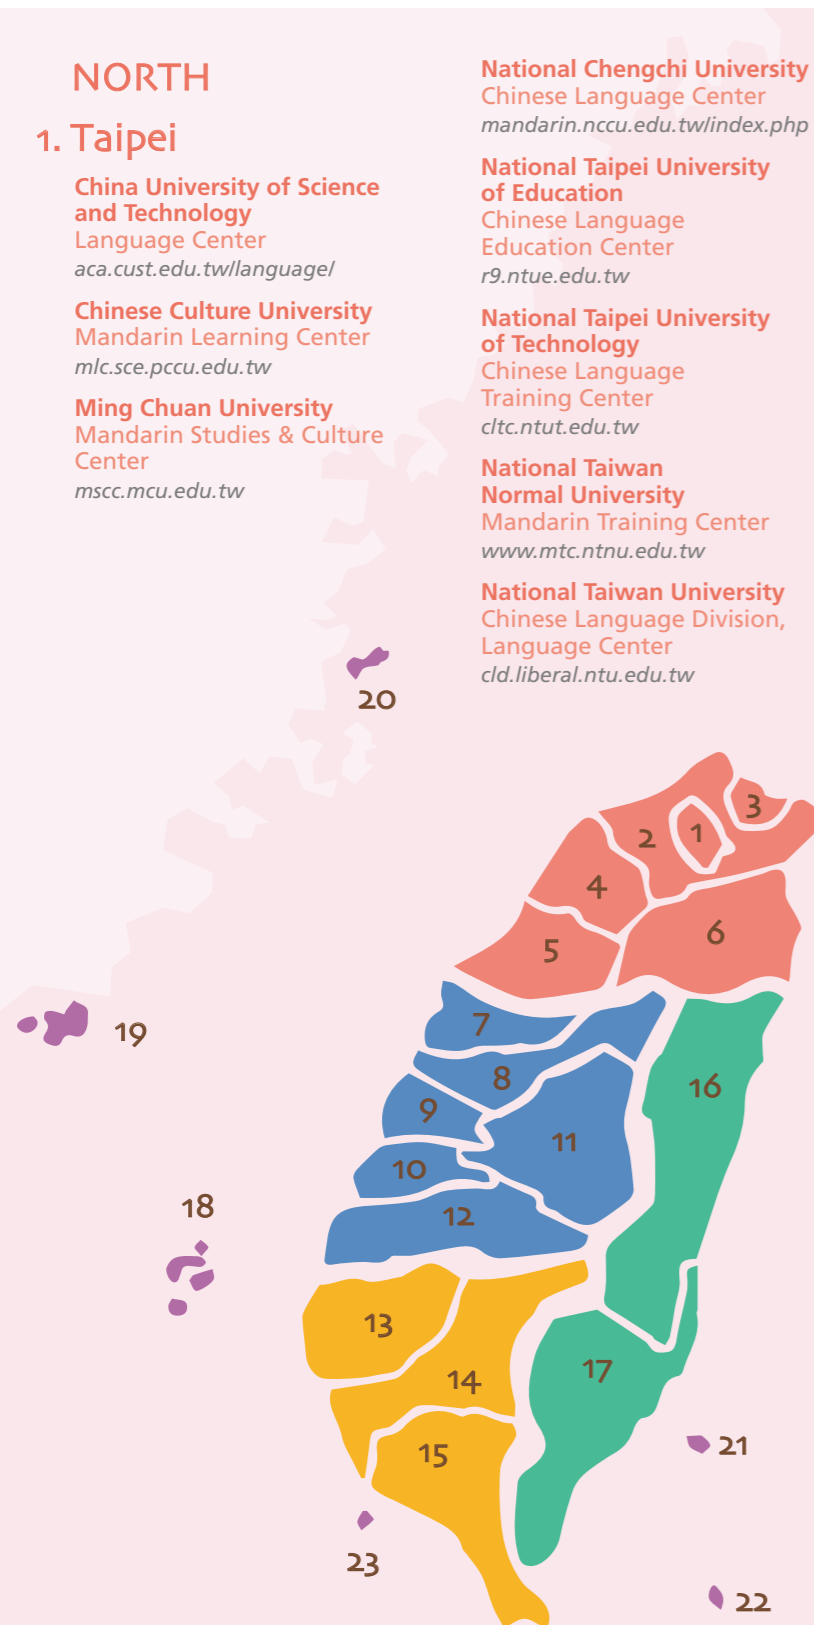 NORTH
1. Taipei
China University of Science
and Technology
Language Center
aca.cust.edu.tw/language/
Chinese Culture University
Mandarin Learning Center
mlc.sce.pccu.edu.tw
Ming Chuan University
Mandarin Studies & Culture
Center
mscc.mcu.edu.tw
National Chengchi University
Chinese Language Center
mandarin.nccu.edu.tw/index.php
National Taipei University
of Education
Chinese Language
Education Center
r9.ntue.edu.tw
National Taipei University
of Technology
Chinese Language
Training Center
cltc.ntut.edu.tw
National Taiwan
Normal University
Mandarin Training Center
www.mtc.ntnu.edu.tw
National Taiwan University
Chinese Language Division,
Language Center
cld.liberal.ntu.edu.tw
20
3
1
2
4
6
5
7
19
8
16
9
11
10
18
12
13
17
14
21
15
23
22